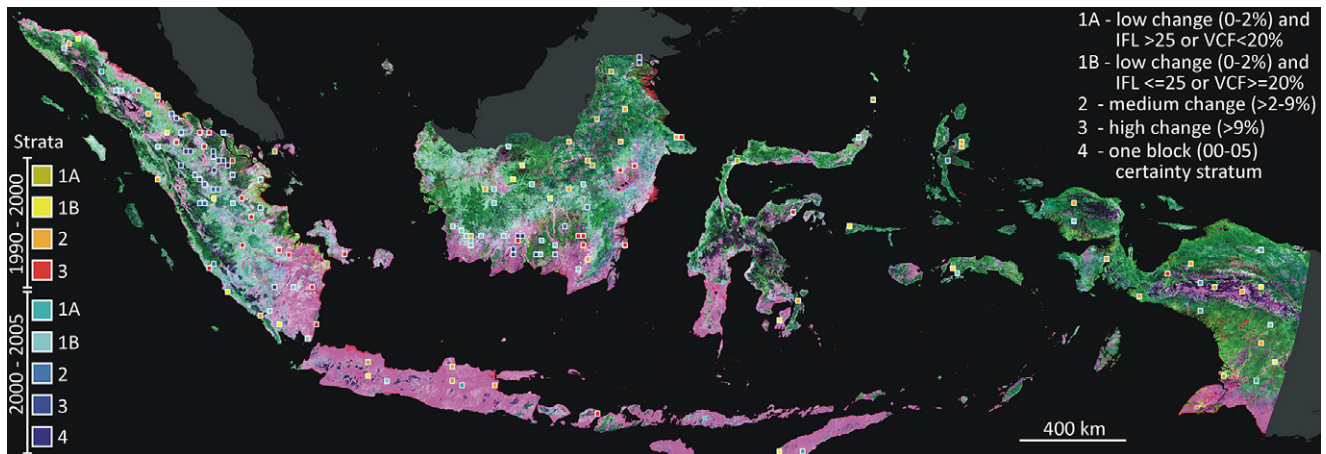 1A - low change (0-2%) and
IFL >25 or VCF<20%
1B - low change (0-2%) and
IFL <=25 or VCF>=20%
2 - medium change (>2-9%)
3 - high change (>9%)
4 - one block (00-05)
certainty stratum
Strata
1990 - 2000
1A
1B
2
3
2000 - 2005
1A
1B
2
3
4
400 km